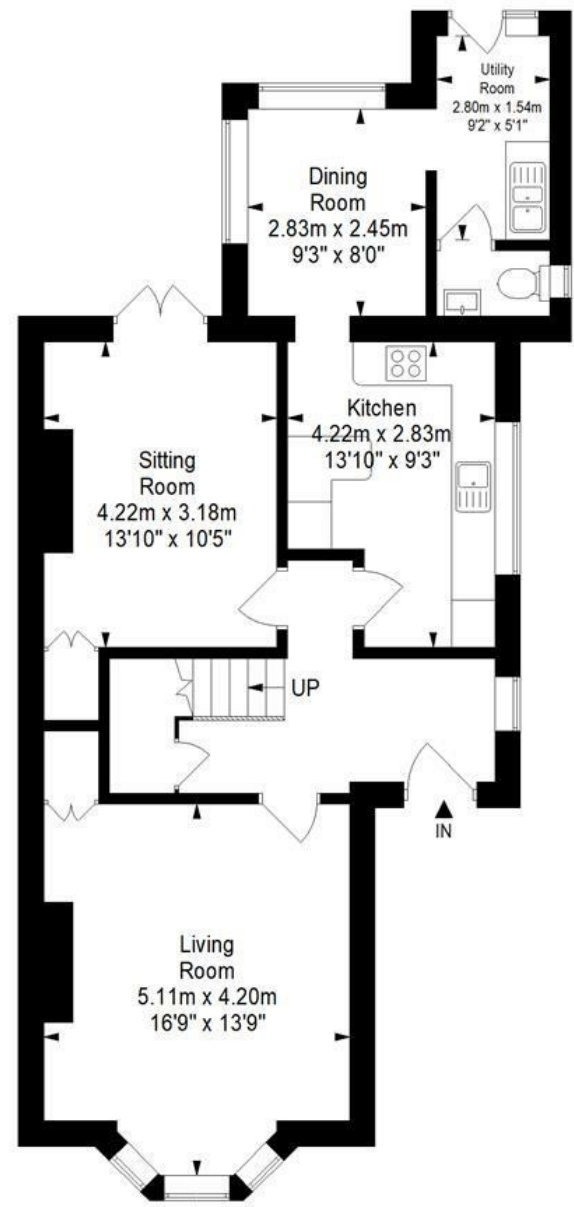 Utility
Room
2.80m x 1.54m
9'2" x 5'1"
Dining
Room
2.83m x 2.45m
9'3" x 8'0"
Kitchen
4.22m x 2.83m
13'10" x 9'3"
Sitting
Room
4.22m x 3.18m
13'10" x 10'5"
UP
IN
Living
Room
5.11m x 4.20m
16'9" x 13'9"